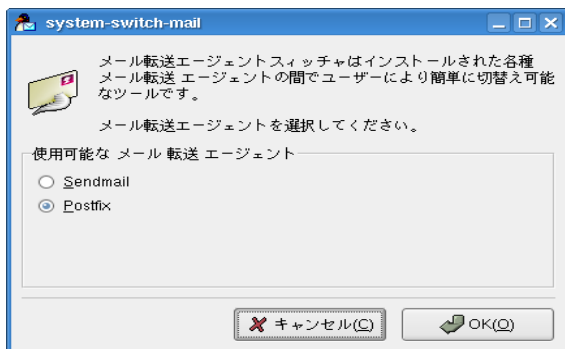 system-switch-mail
メール転送エージェントスィッチャはインストールされた各種
メール転送 エージェントの間でユーザーにより簡単に切替え可能
なツールです。
メール転送エージェントを選択してください。
使用可能な メール 転送 エージェント
Sendmail
Postfix
キャンセル(C)
OK(O)